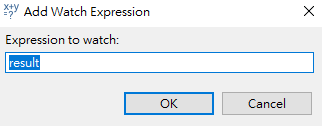 x+y
=?
Add Watch Expression
Expression to watch:
result
OK
Cancel